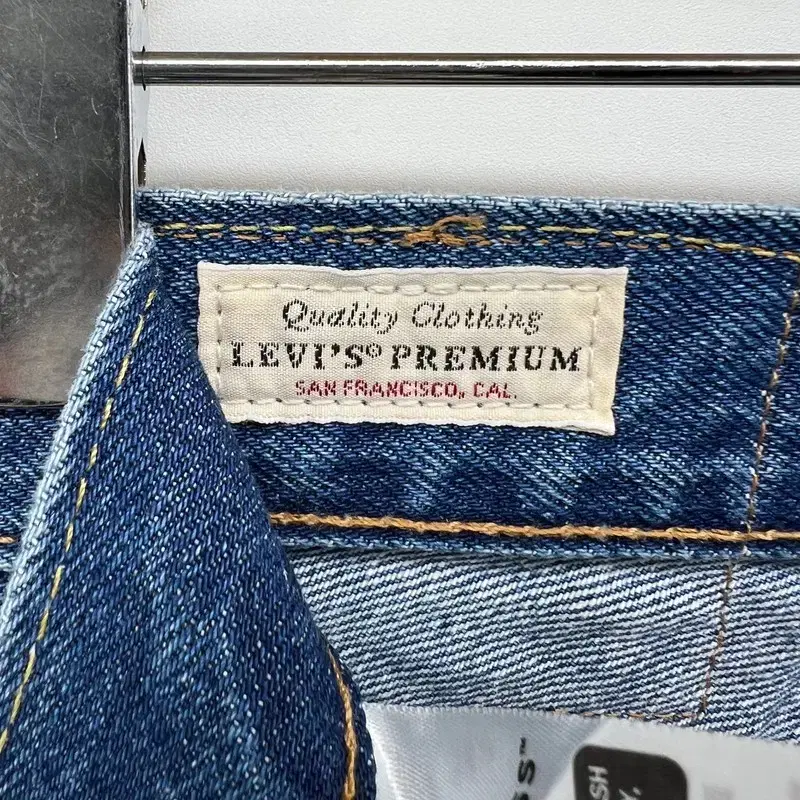 Quality Clothing
LEVI'S® PREMIUM
SAN FRANCISCO, CAL.